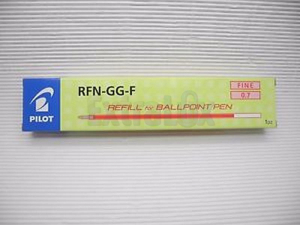 PILOT
RFN-GG-F
FINE
0.7
REFILL for BALLPOINT PEN